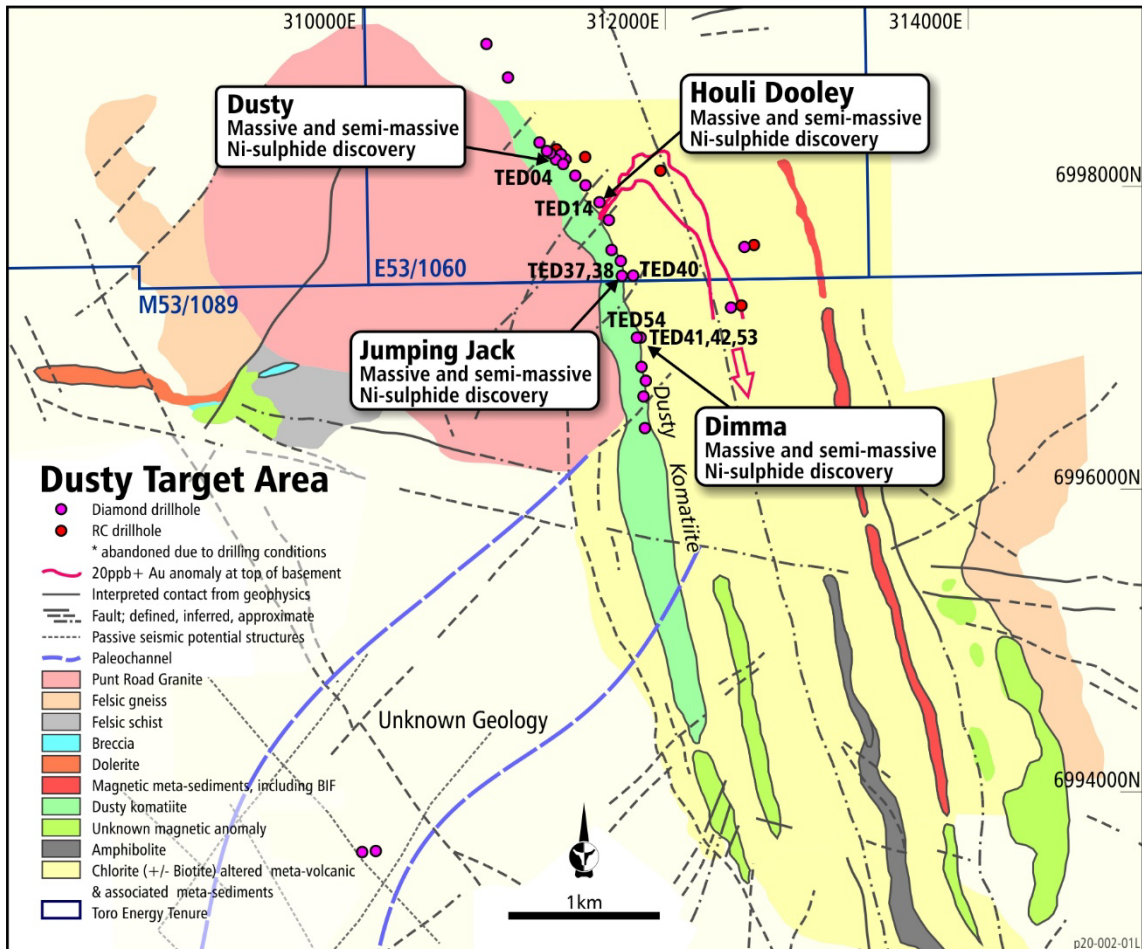 310000E
312000E
314000E
Dusty
Massive and semi-massive
Ni-sulphide discovery
Houli Dooley
Massive and semi-massive
Ni-sulphide discovery
TED04
6998000N
TED14
E53/1060
TED37,38
TED40
M53/1089
TED54
TED41,42,53
Jumping Jack
Massive and semi-massive
Ni-sulphide discovery
Dusty Komatiite
Dimma
Massive and semi-massive
Ni-sulphide discovery
6996000N
Dusty Target Area
Diamond drillhole
RC drillhole
* abandoned due to drilling conditions
20ppb+ Au anomaly at top of basement
Interpreted contact from geophysics
Fault; defined, inferred, approximate
Passive seismic potential structures
Paleochannel
Punt Road Granite
Felsic gneiss
Felsic schist
Breccia
Dolerite
Magnetic meta-sediments, including BIF
Dusty komatiite
Unknown magnetic anomaly
Amphibolite
Chlorite (+/- Biotite) altered meta-volcanic
& associated meta-sediments
Toro Energy Tenure
Unknown Geology
6994000N
1km
p20-002-01L